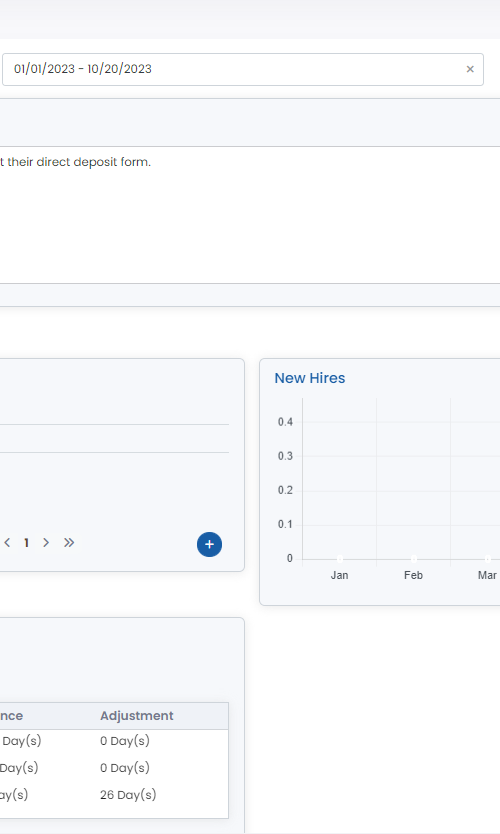 01/01/2023 - 10/20/2023 ×
t their direct deposit form.
New Hires
0.4
0.3
0.2
0.1
0
Jan Feb Mar
1
+
nce Adjustment
Day(s) 0 Day(s)
Day(s) 0 Day(s)
ay(s) 26 Day(s)